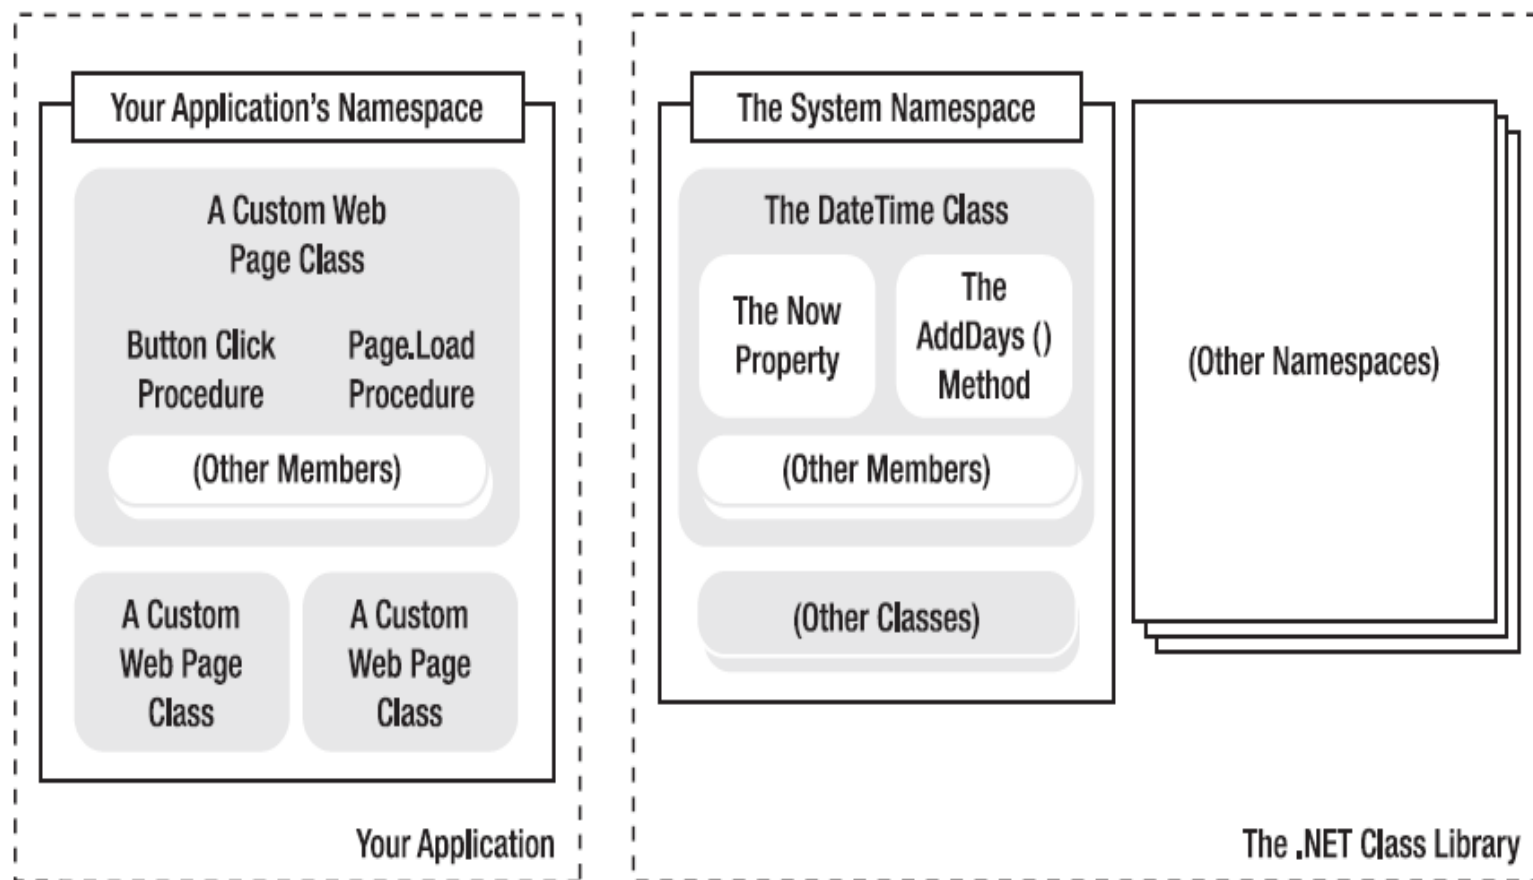 Your Application's Namespace
A Custom Web
Page Class
Button Click
Procedure
Page.Load
Procedure
(Other Members)
A Custom
Web Page
Class
A Custom
Web Page
Class
Your Application
The System Namespace
The DateTime Class
The Now
Property
The
AddDays ()
Method
(Other Members)
(Other Classes)
(Other Namespaces)
The .NET Class Library